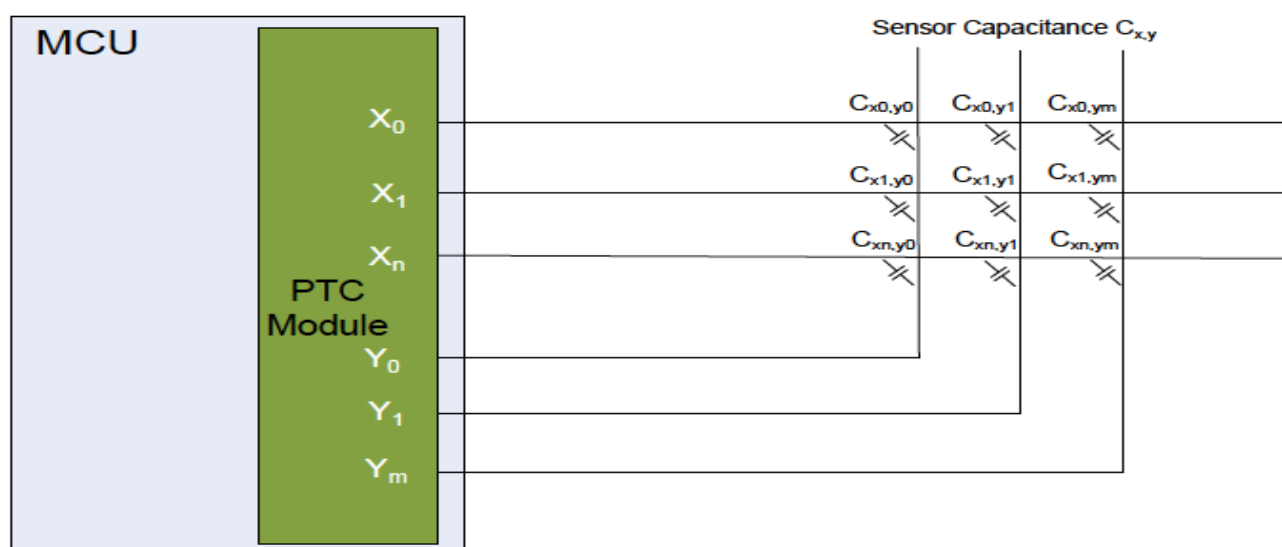 MCU
Sensor Capacitance Cx,y
X0
Cx0,y0 Cx0,y1 Cx0,ym
X1
Cx1,y0 Cx1,y1 Cx1,ym
Xn
Cxn,y0 Cxn,y1 Cxn,ym
PTC
Module
Y0
Y1
Ym